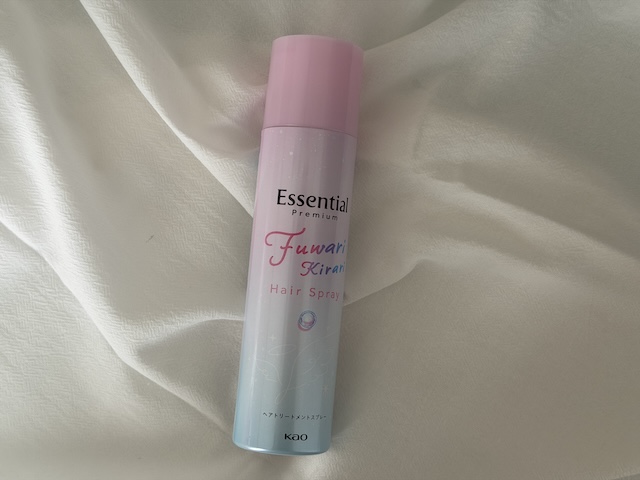 Essential
Premium
Fuwari
Kiran
Hair Spray
ヘアトリートメントスプレー
Kao